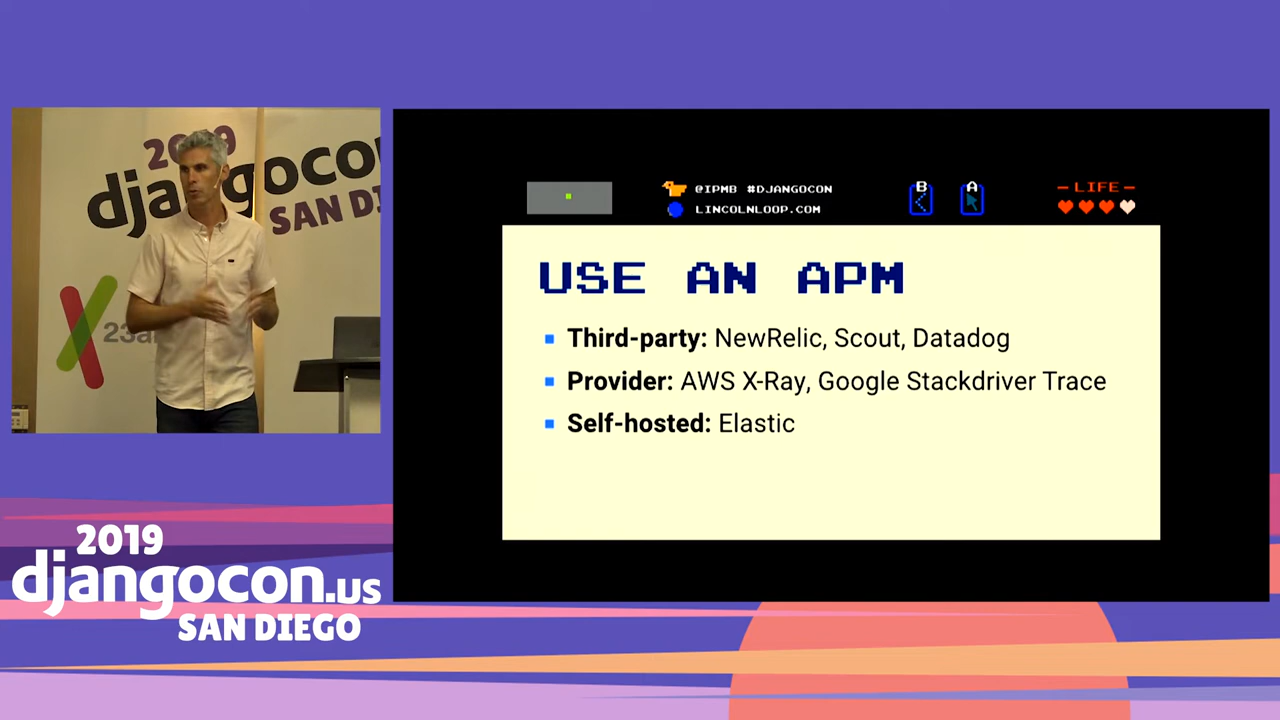 2019
djangocon
SAN D
23a
@IPMB #DJANGOCON
LINCOLNLOOP.COM
B
A
– LIFE –
USE AN APM
Third-party: NewRelic, Scout, Datadog
Provider: AWS X-Ray, Google Stackdriver Trace
Self-hosted: Elastic
2019
djangocon.us
SAN DIEGO